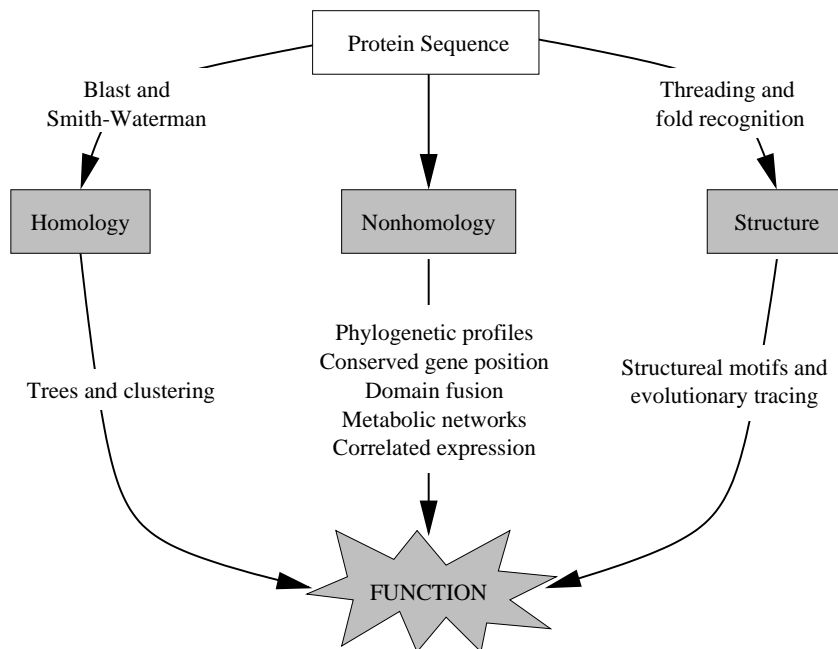 Protein Sequence
Blast and
Smith-Waterman
Threading and
fold recognition
Homology
Nonhomology
Structure
Trees and clustering
Phylogenetic profiles
Conserved gene position
Domain fusion
Metabolic networks
Correlated expression
Structureal motifs and
evolutionary tracing
FUNCTION